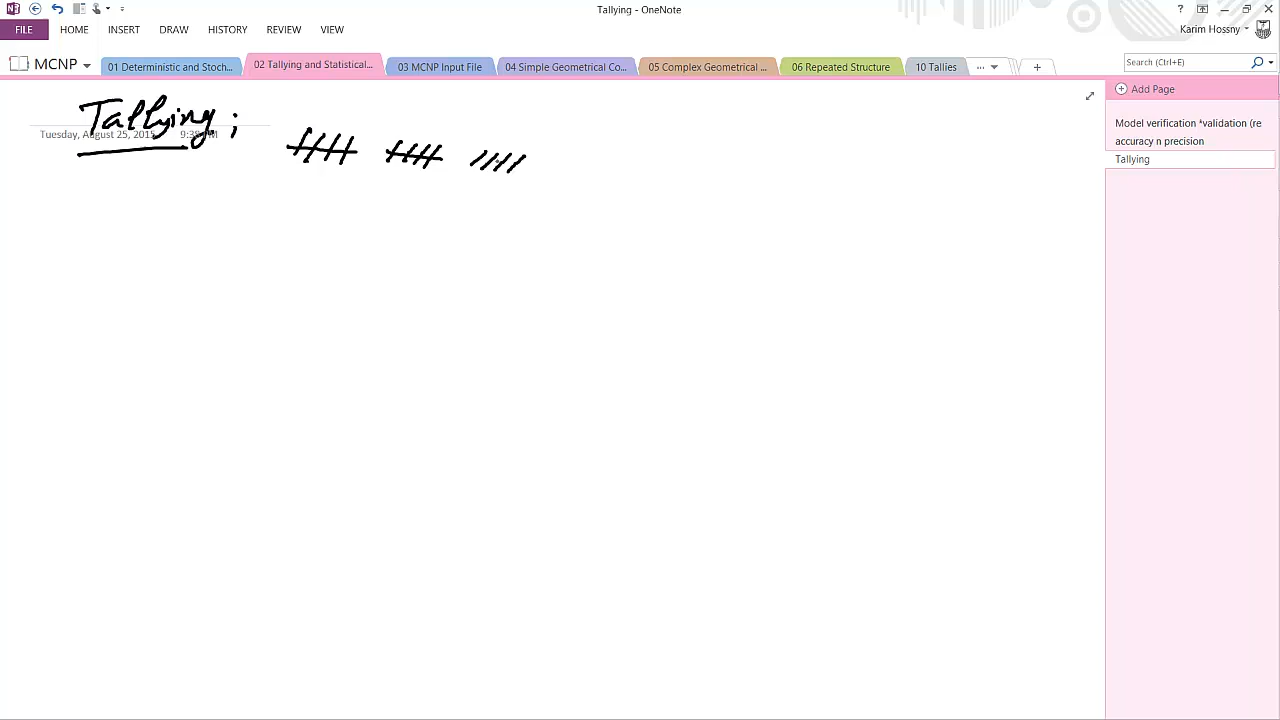 Tallying - OneNote
?
FILE HOME INSERT DRAW HISTORY REVIEW VIEW
Karim Hossny
MCNP 01 Deterministic and Stoch... 02 Tallying and Statistical... 03 MCNP Input File 04 Simple Geometrical Co... 05 Complex Geometrical ... 06 Repeated Structure 10 Tallies ... +
Search (Ctrl+E)
Add Page
Model verification *validation (re
accuracy n precision
Tallying
Tallying ;
Tuesday, August 25, 2015